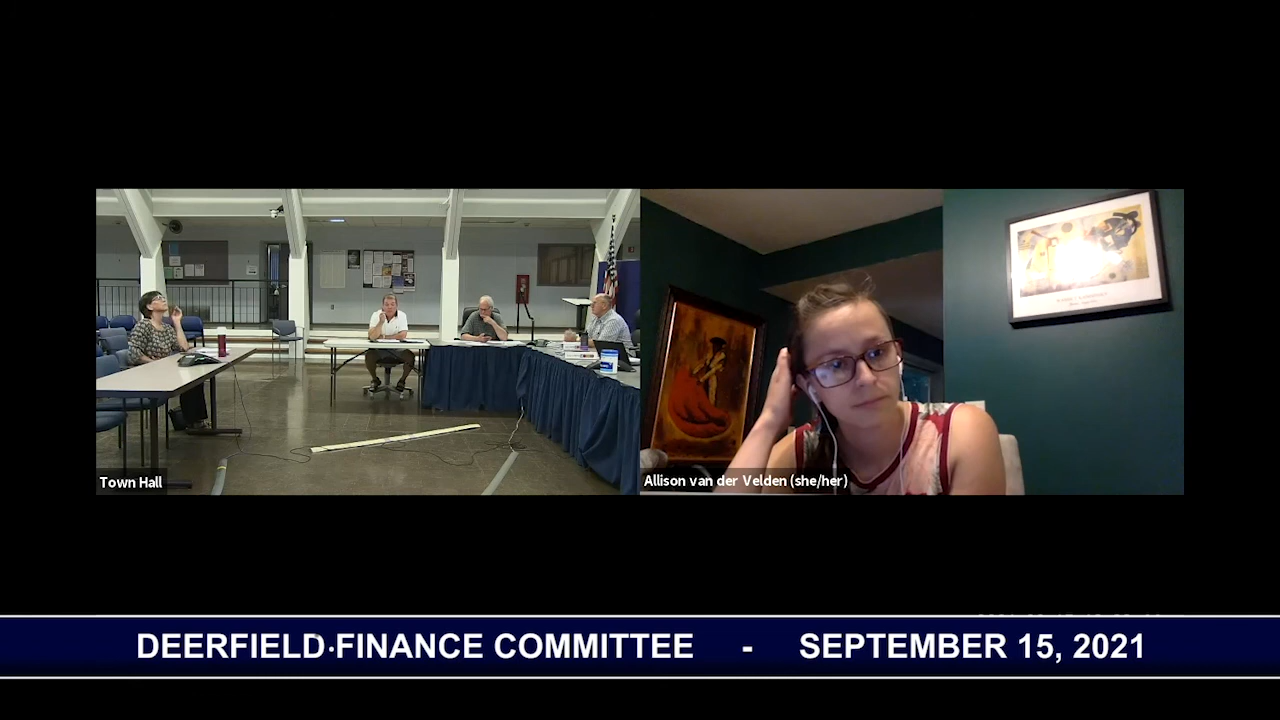 Town Hall
Allison van der Velden (she/her)
DEERFIELD·FINANCE COMMITTEE - SEPTEMBER 15, 2021